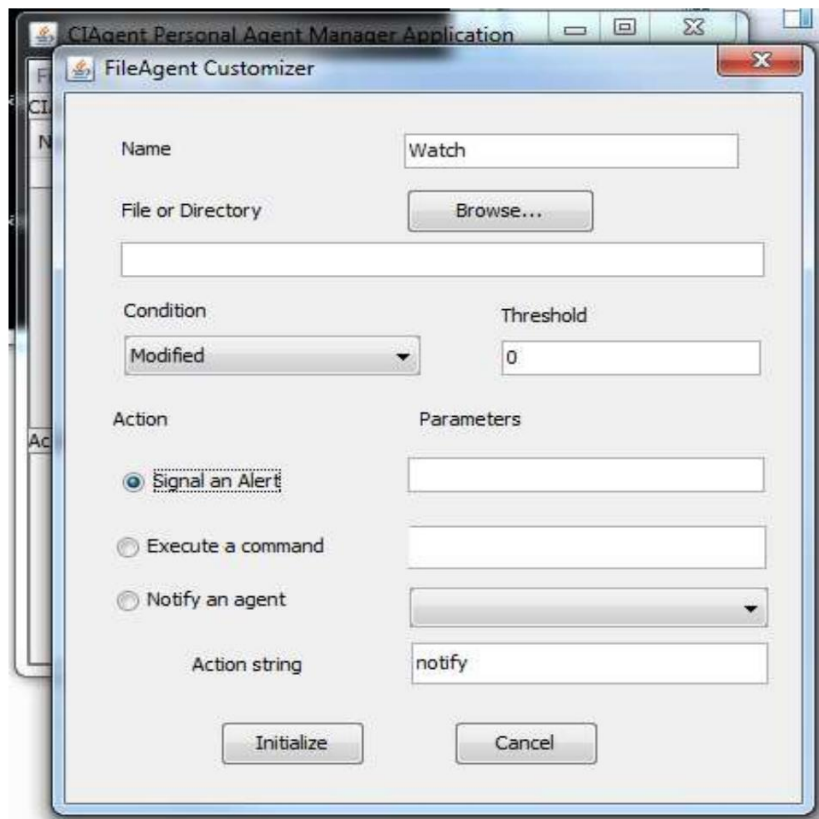 CIAgent Personal Agent Manager Application
FileAgent Customizer
Name
Watch
File or Directory
Browse...
Condition
Threshold
Modified
0
Action
Parameters
Signal an Alert
Execute a command
Notify an agent
Action string
notify
Initialize
Cancel